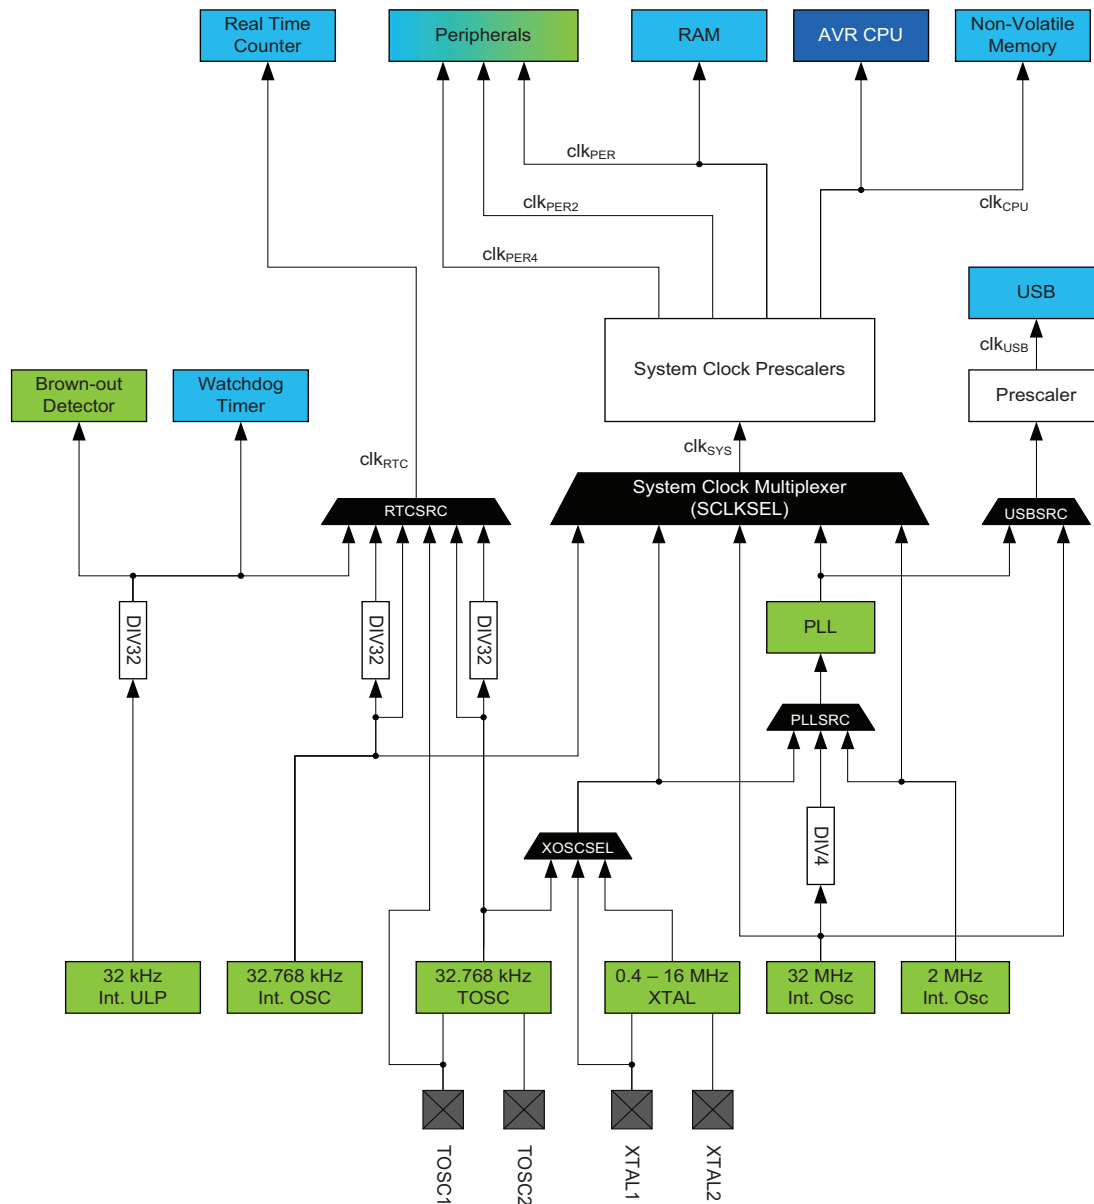 Real Time
Counter
Peripherals
RAM
AVR CPU
Non-Volatile
Memory
clkPER
clkPER2
clkCPU
clkPER4
USB
System Clock Prescalers
clkUSB
Brown-out
Detector
Watchdog
Timer
Prescaler
clkRTC
clkSYS
System Clock Multiplexer
(SCLKSEL)
RTCSRC
USBSRC
DIV32
DIV32
DIV32
PLL
PLLSRC
XOSCSEL
DIV4
32 kHz
Int. ULP
32.768 kHz
Int. OSC
32.768 kHz
TOSC
0.4 – 16 MHz
XTAL
32 MHz
Int. Osc
2 MHz
Int. Osc
TOSC1
TOSC2
XTAL1
XTAL2